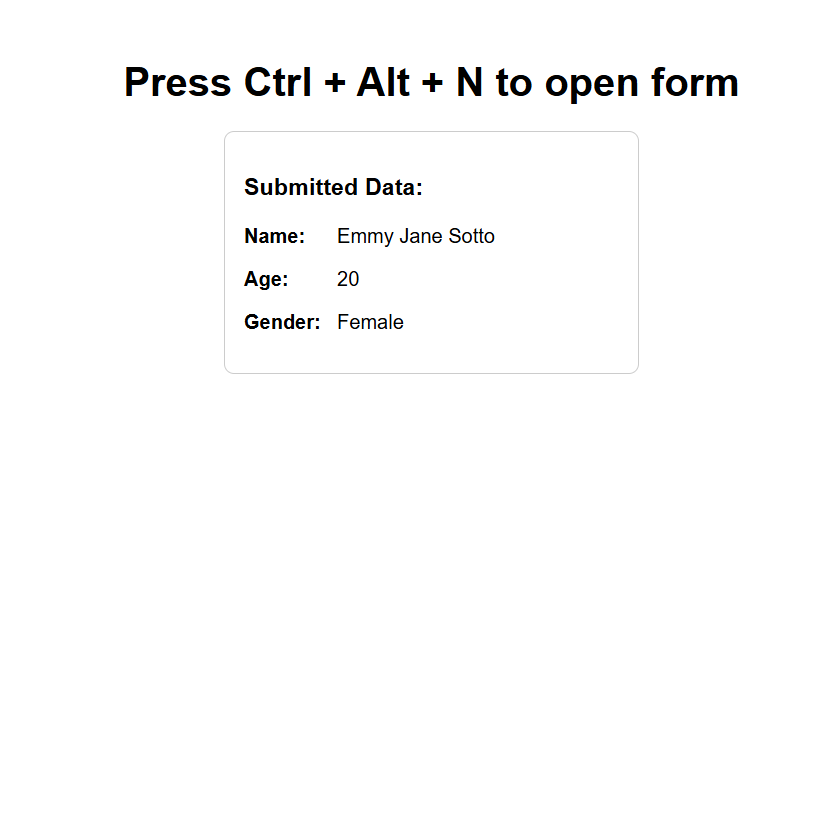 Press Ctrl + Alt + N to open form
Submitted Data:
Name: Emmy Jane Sotto
Age: 20
Gender: Female